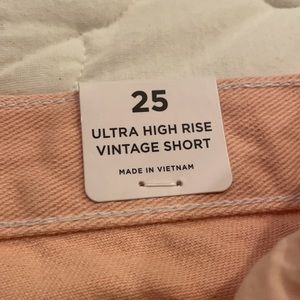 25
ULTRA HIGH RISE
VINTAGE SHORT
MADE IN VIETNAM